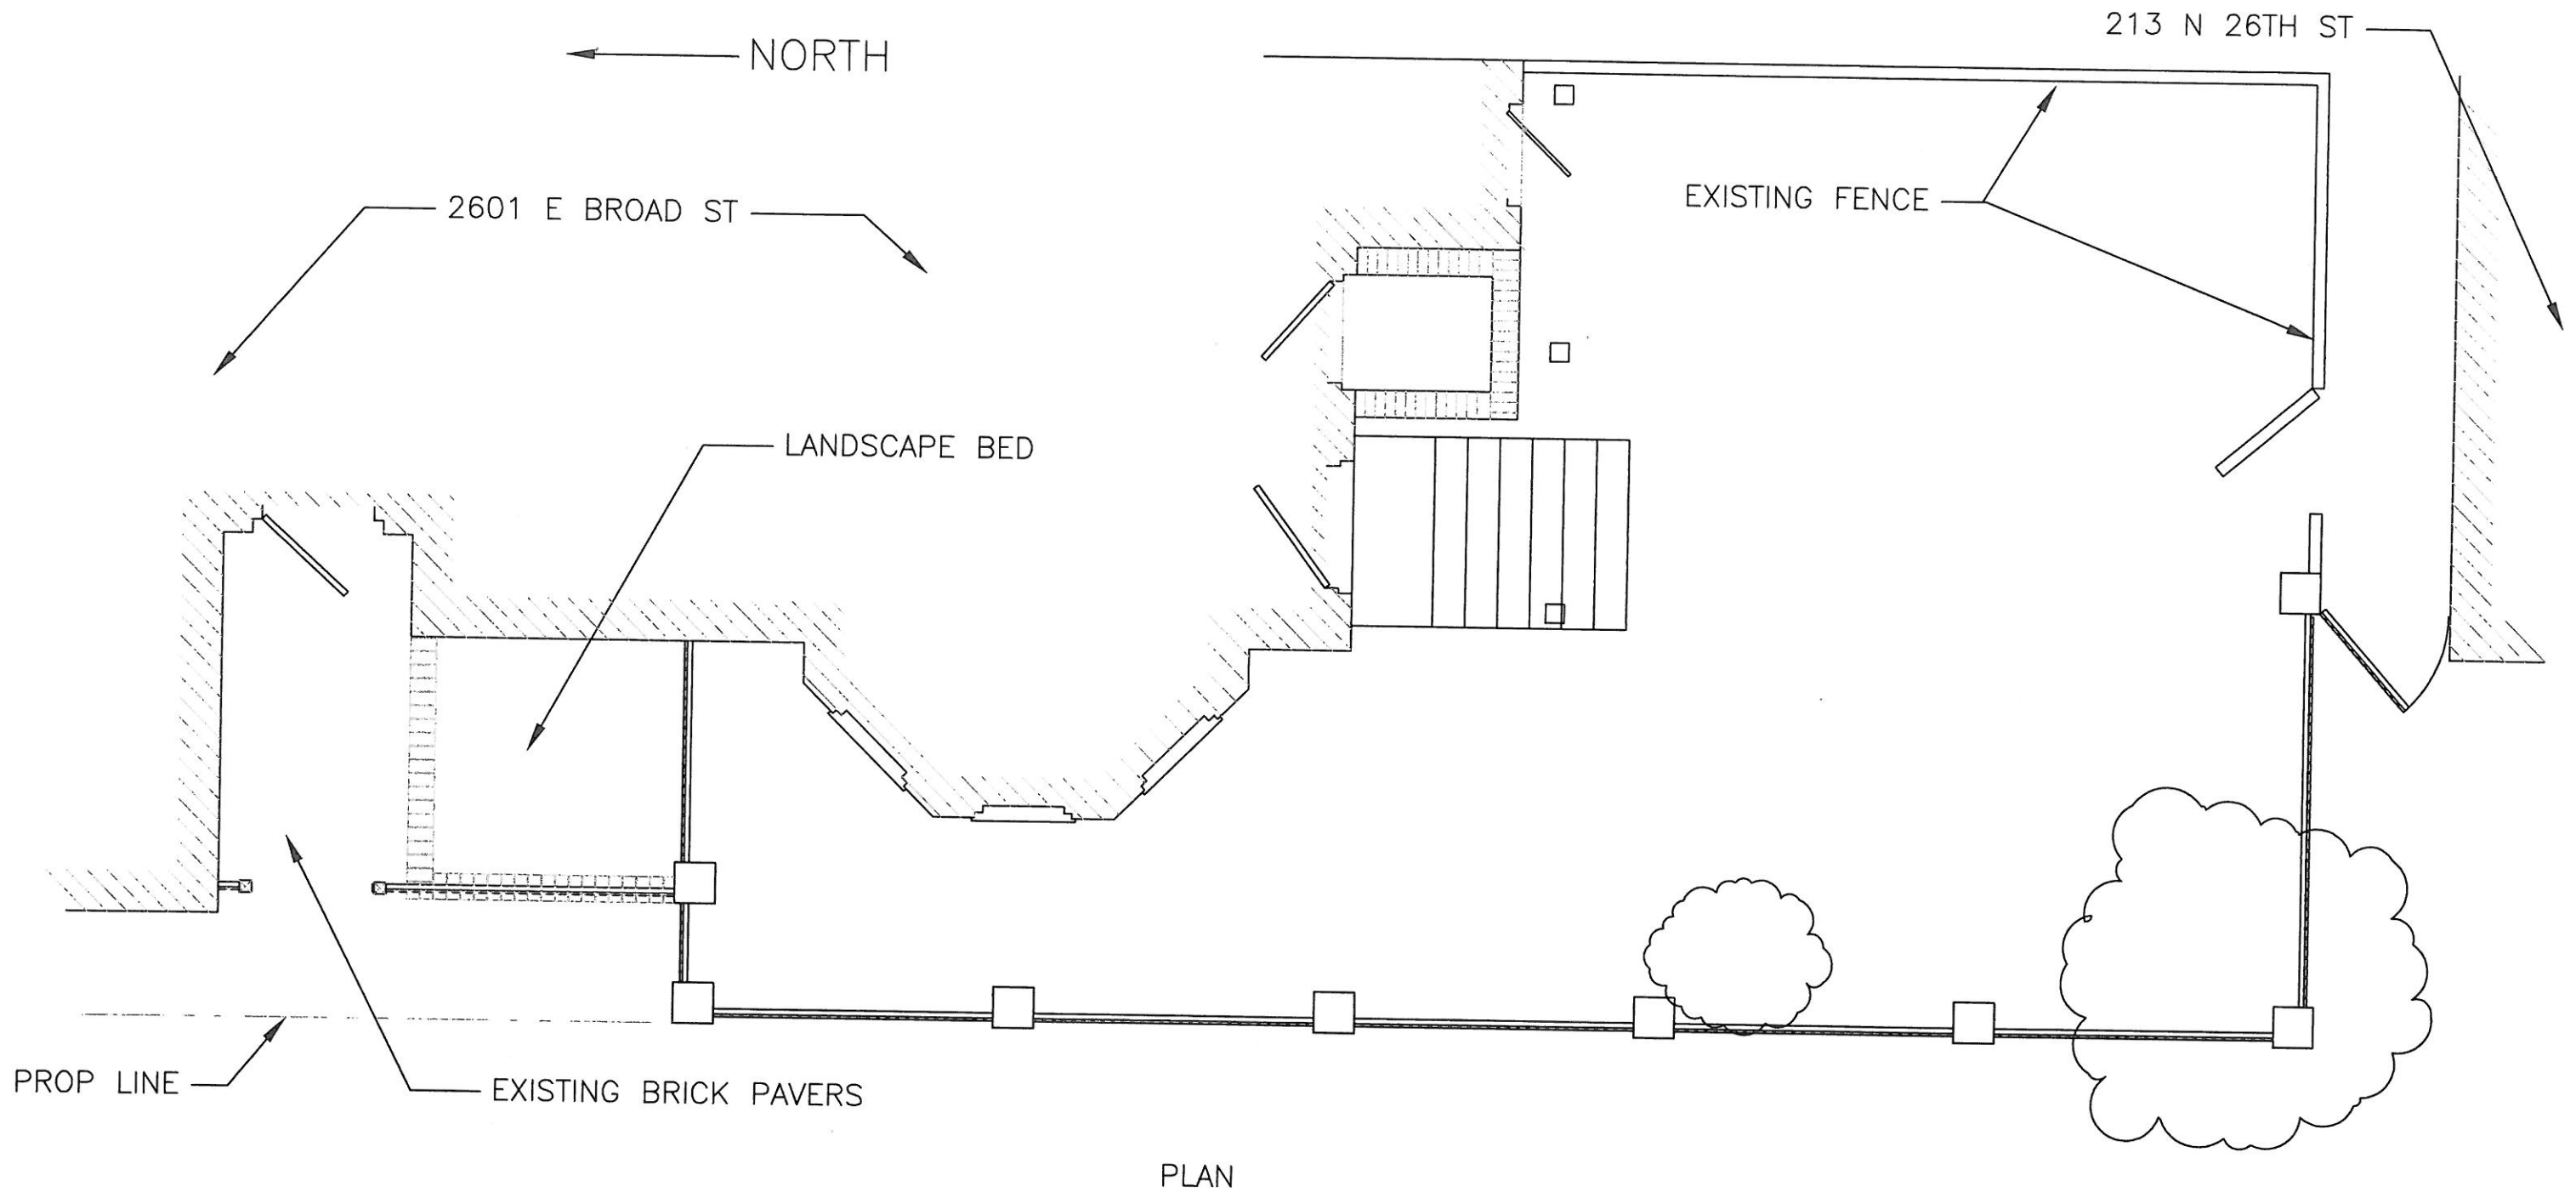 213 N 26TH ST
NORTH
EXISTING FENCE
2601 E BROAD ST
LANDSCAPE BED
PROP LINE
EXISTING BRICK PAVERS
PLAN